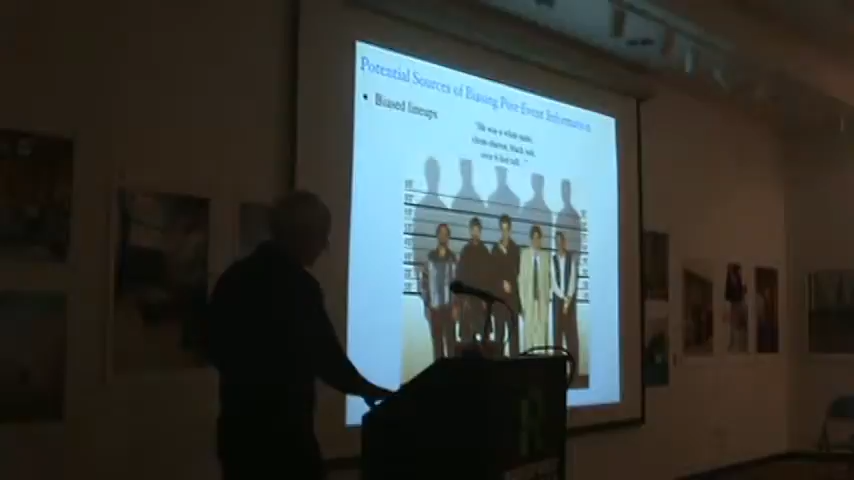 Potential Sources of Biasing Post-Event Information
• Biased lineups
"He was a white male,
clean-shaven, black suit,
over 6 feet tall. "
R